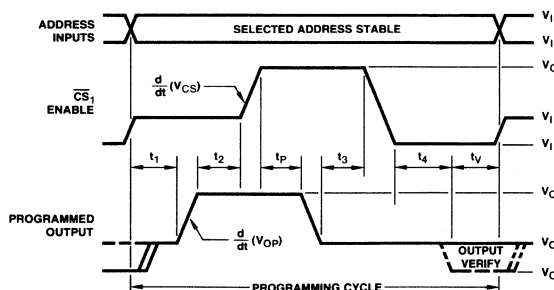 ADDRESS
INPUTS
SELECTED ADDRESS STABLE
V I
V I
V C
CS1
ENABLE
d/dt (VCS)
V I
V I
t1
t2
tP
t3
t4
tV
V O
PROGRAMMED
OUTPUT
d/dt (VOP)
OUTPUT
VERIFY
V O
V O
PROGRAMMING CYCLE